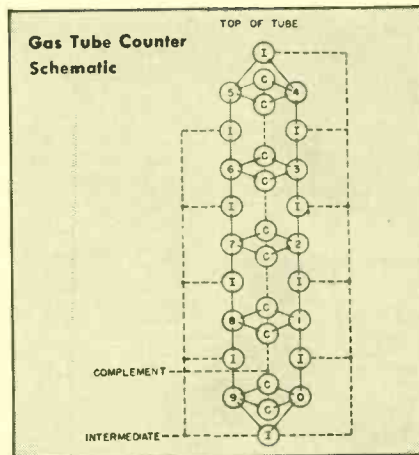 TOP OF TUBE
Gas Tube Counter
Schematic
I
C
5 4
C
I I
C
6 3
C
I I
C
7 2
C
I I
C
8 1
C
I I
COMPLEMENT
C
9 0
C
INTERMEDIATE I